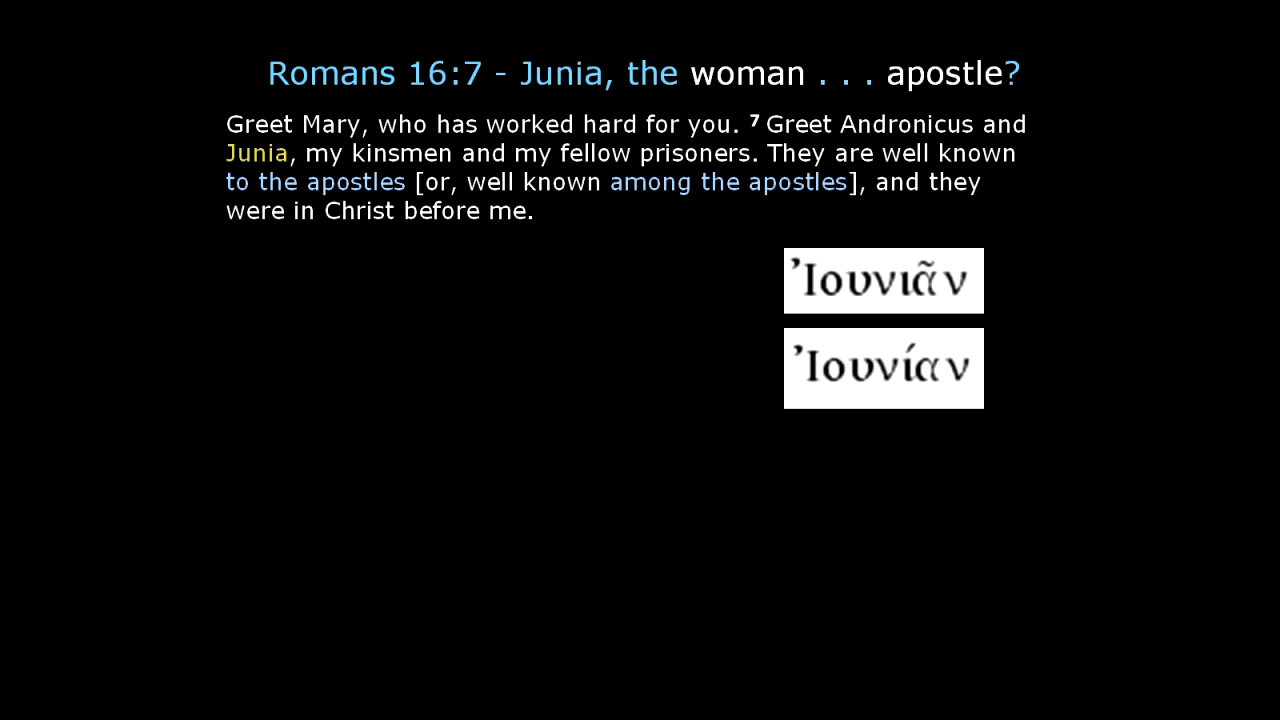 Romans 16:7 - Junia, the woman . . . apostle?
Greet Mary, who has worked hard for you. 7 Greet Andronicus and
Junia, my kinsmen and my fellow prisoners. They are well known
to the apostles [or, well known among the apostles], and they
were in Christ before me.
Ἰουνιᾶν
Ἰουνίαν